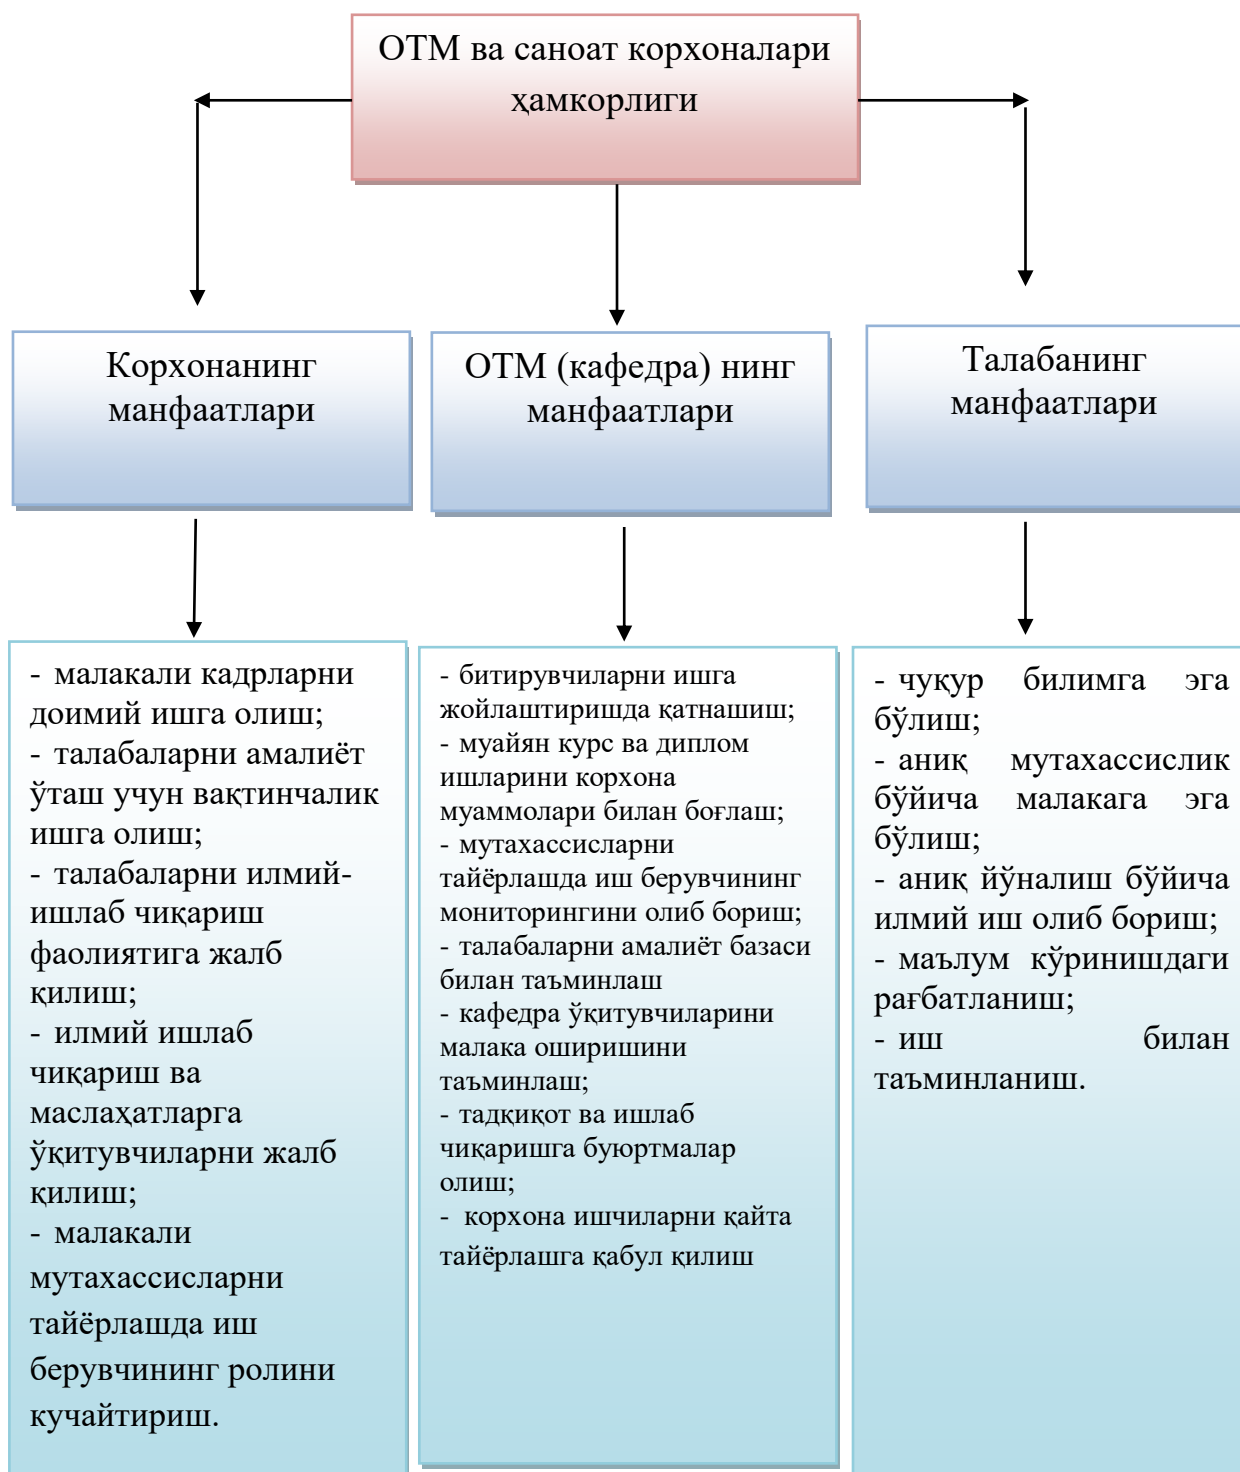 ОТМ ва саноат корхоналари
ҳамкорлиги
Корхонанинг
манфаатлари
ОТМ (кафедра) нинг
манфаатлари
Талабанинг
манфаатлари
- малакали кадрларни
доимий ишга олиш;
- талабаларни амалиёт
ўташ учун вақтинчалик
ишга олиш;
- талабаларни илмий-
ишлаб чиқариш
фаолиятига жалб
қилиш;
- илмий ишлаб
чиқариш ва
маслаҳатларга
ўқитувчиларни жалб
қилиш;
- малакали
мутахассисларни
тайёрлашда иш
берувчининг ролини
кучайтириш.
- битирувчиларни ишга
жойлаштиришда қатнашиш;
- муайян курс ва диплом
ишларини корхона
муаммолари билан боғлаш;
- мутахассисларни
тайёрлашда иш берувчининг
мониторингини олиб бориш;
- талабаларни амалиёт базаси
билан таъминлаш
- кафедра ўқитувчиларини
малака оширишини
таъминлаш;
- тадқиқот ва ишлаб
чиқаришга буюртмалар
олиш;
- корхона ишчиларни қайта
тайёрлашга қабул қилиш
- чуқур билимга эга
бўлиш;
- аниқ мутахассислик
бўйича малакага эга
бўлиш;
- аниқ йўналиш бўйича
илмий иш олиб бориш;
- маълум кўринишдаги
рағбатланиш;
- иш билан
таъминланиш.